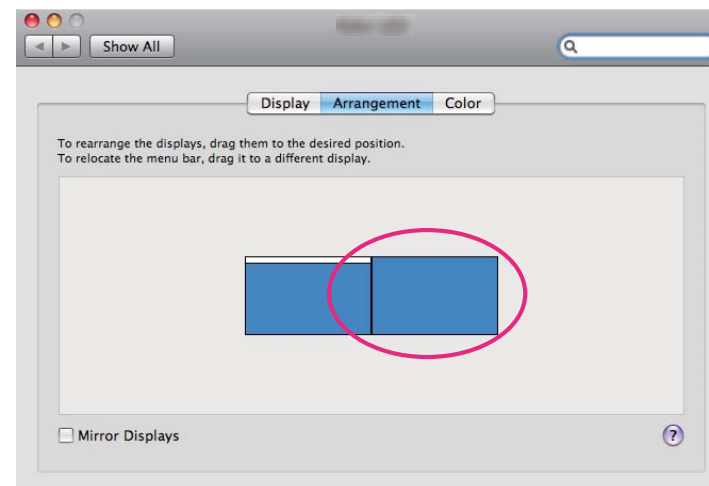 Show All
Display Arrangement Color
To rearrange the displays, drag them to the desired position.
To relocate the menu bar, drag it to a different display.
Mirror Displays
?